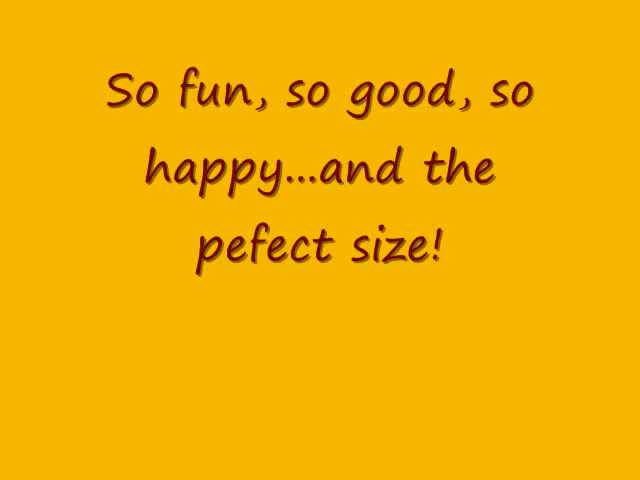 So fun, so good, so
happy...and the
pefect size!